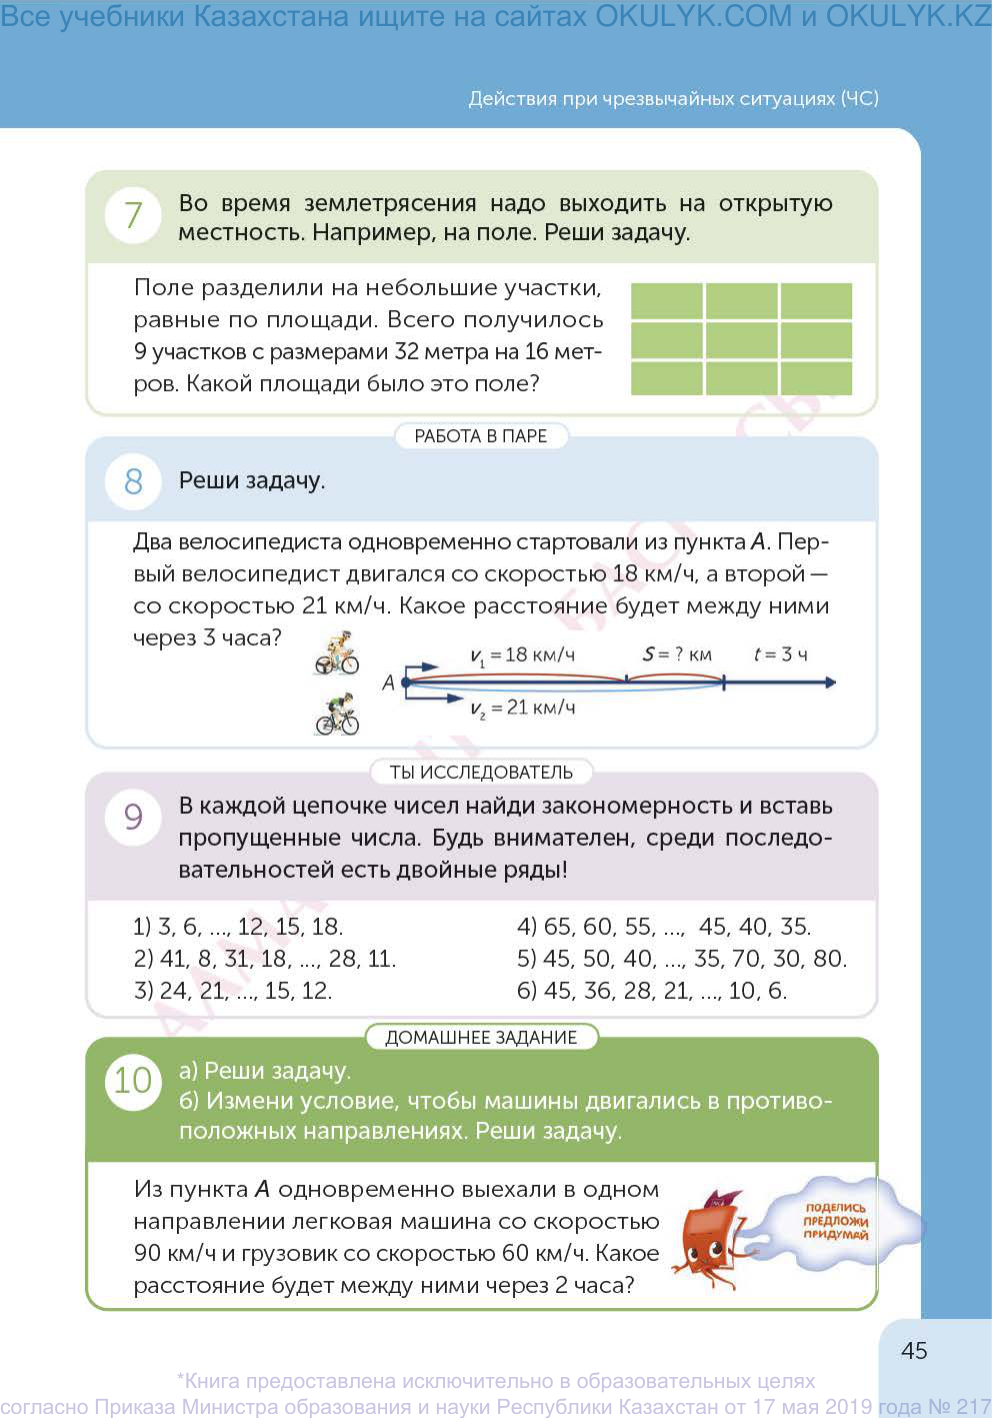 Все учебники Казахстана ищите на сайтах OKULYK.COM и OKULYK.KZ
Действия при чрезвычайных ситуациях (ЧС)
7
Во время землетрясения надо выходить на открытую
местность. Например, на поле. Реши задачу.
Поле разделили на небольшие участки,
равные по площади. Всего получилось
9 участков с размерами 32 метра на 16 мет-
ров. Какой площади было это поле?
РАБОТА В ПАРЕ
8
Реши задачу.
Два велосипедиста одновременно стартовали из пункта А. Пер-
вый велосипедист двигался со скоростью 18 км/ч, а второй —
со скоростью 21 км/ч. Какое расстояние будет между ними
через 3 часа?
v₁ = 18 км/ч
S = ? км
t = 3 ч
А
v₂ = 21 км/ч
ТЫ ИССЛЕДОВАТЕЛЬ
9
В каждой цепочке чисел найди закономерность и вставь
пропущенные числа. Будь внимателен, среди последо-
вательностей есть двойные ряды!
1) 3, 6, ..., 12, 15, 18.
2) 41, 8, 31, 18, ..., 28, 11.
3) 24, 21, ..., 15, 12.
4) 65, 60, 55, ..., 45, 40, 35.
5) 45, 50, 40, ..., 35, 70, 30, 80.
6) 45, 36, 28, 21, ..., 10, 6.
ДОМАШНЕЕ ЗАДАНИЕ
10
а) Реши задачу.
б) Измени условие, чтобы машины двигались в противо-
положных направлениях. Реши задачу.
Из пункта А одновременно выехали в одном
направлении легковая машина со скоростью
90 км/ч и грузовик со скоростью 60 км/ч. Какое
расстояние будет между ними через 2 часа?
ПОДЕЛИСЬ
ПРЕДЛОЖИ
ПРИДУМАЙ
45
*Книга предоставлена исключительно в образовательных целях
согласно Приказа Министра образования и науки Республики Казахстан от 17 мая 2019 года № 217